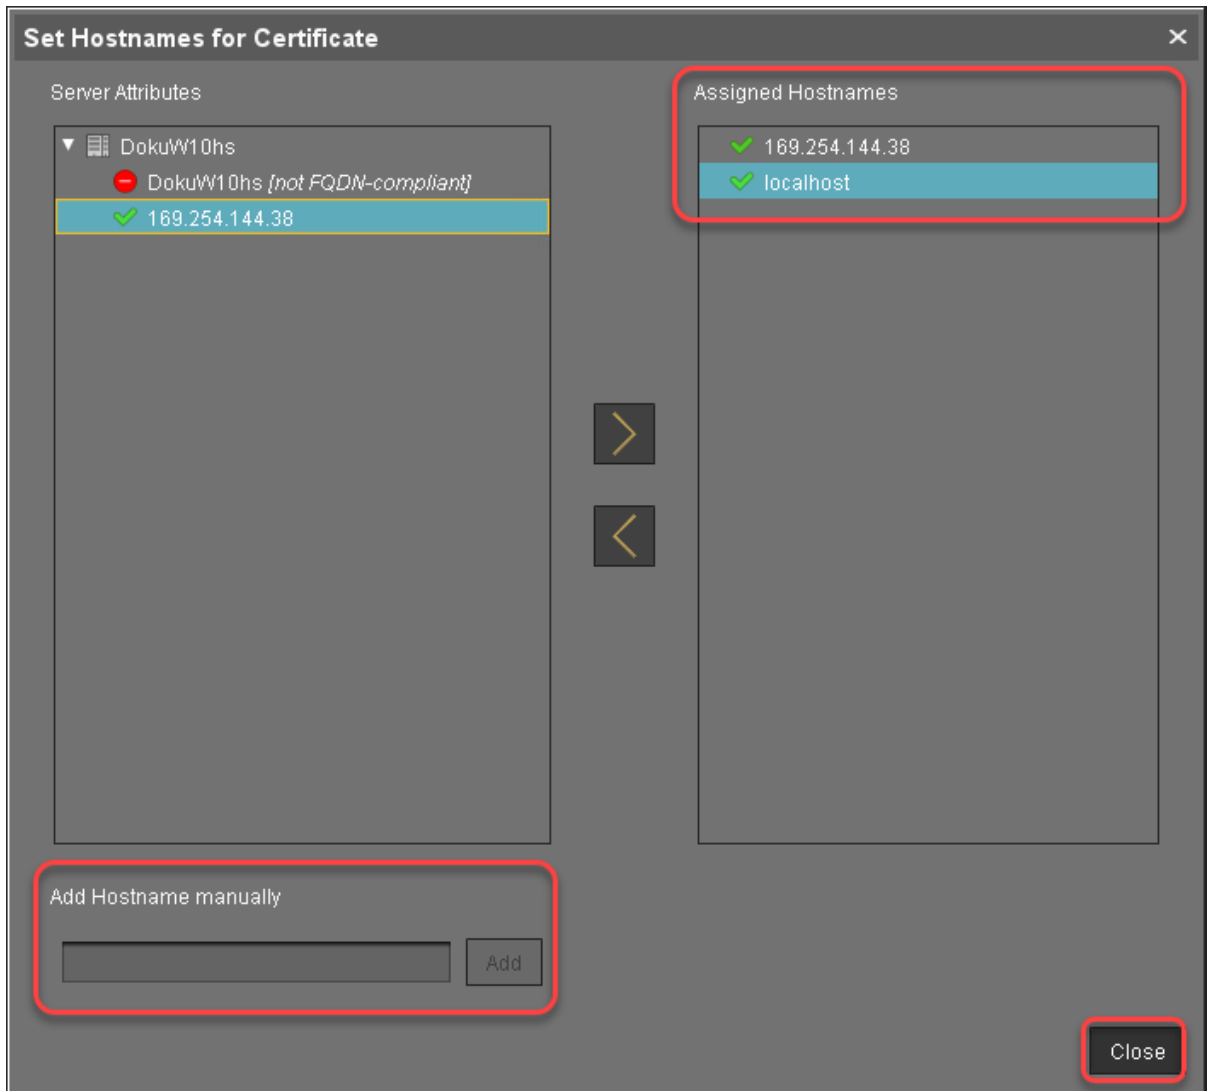 Set Hostnames for Certificate
Server Attributes
DokuW10hs
DokuW10hs [not FQDN-compliant]
169.254.144.38
Assigned Hostnames
169.254.144.38
localhost
Add Hostname manually
Add
Close